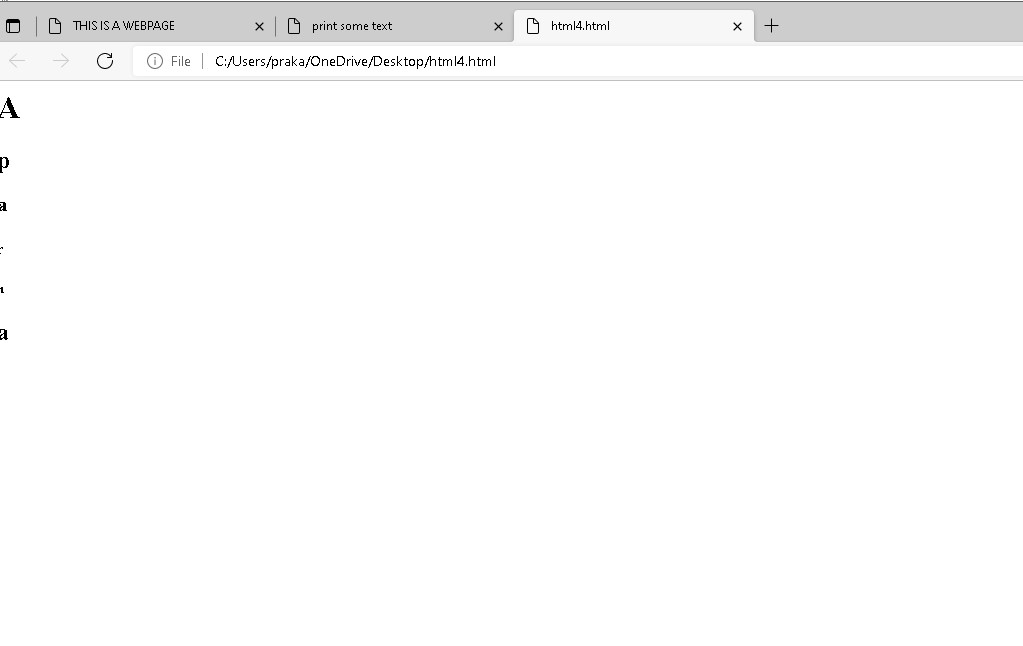 THIS IS A WEBPAGE
print some text
html4.html
File
C:/Users/praka/OneDrive/Desktop/html4.html
A
p
a
r
a